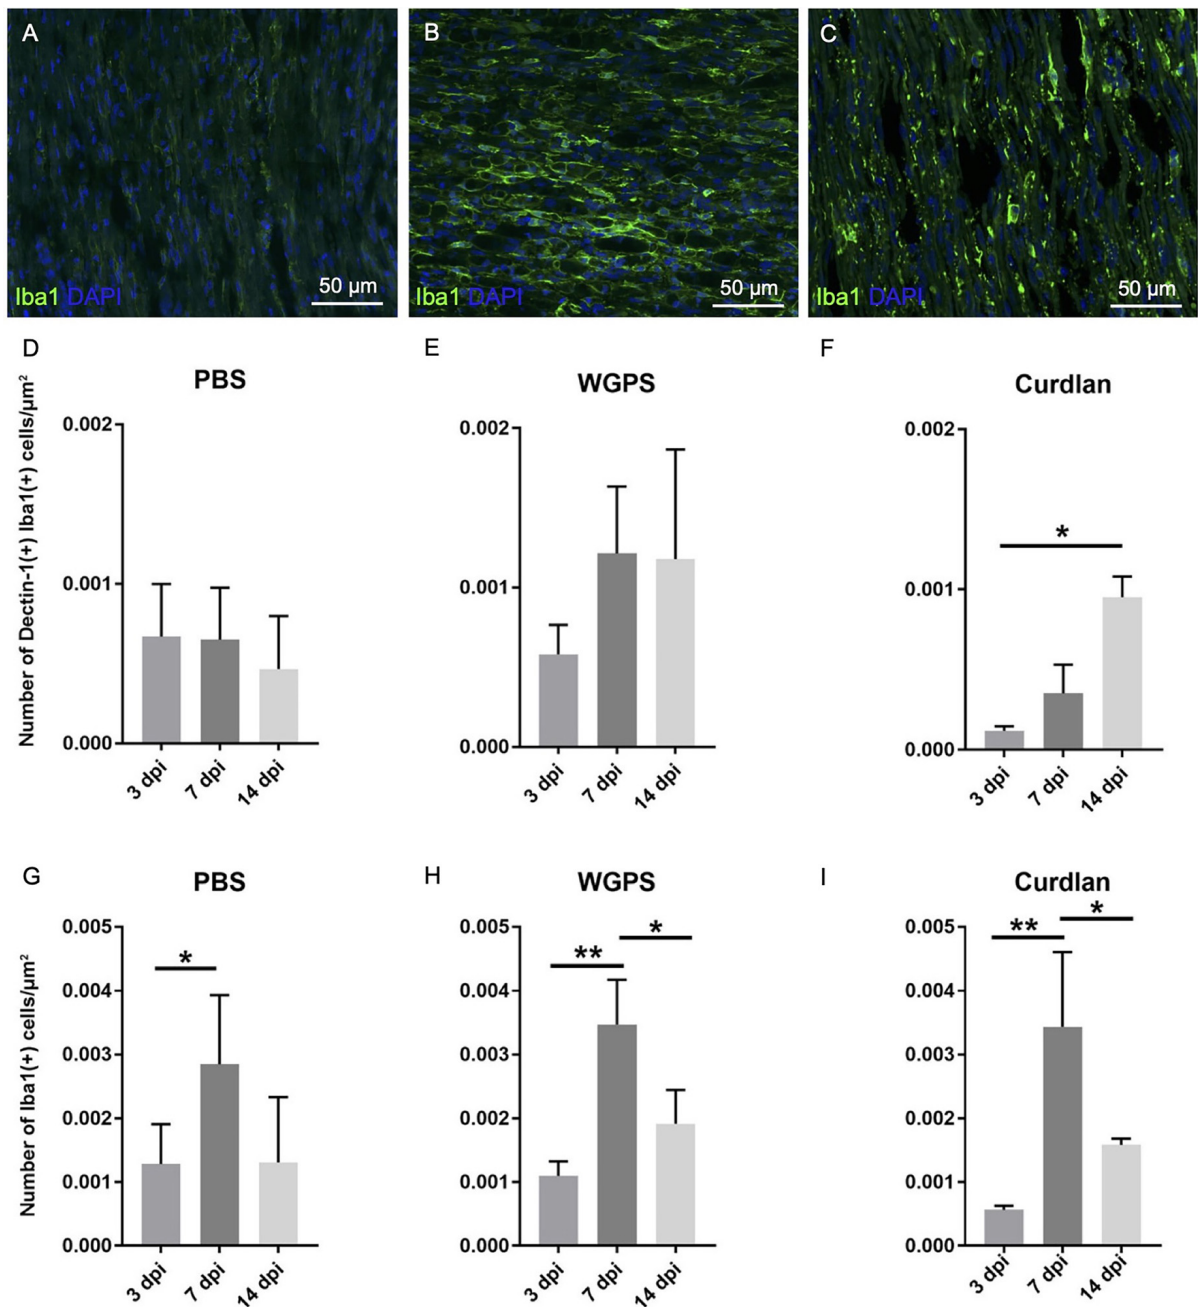 A B C
Iba1 DAPI 50 µm Iba1 DAPI 50 µm Iba1 DAPI 50 µm
D E F
PBS WGPS Curdlan
Number of Dectin-1(+) Iba1(+) cells/µm²
0.002 0.002 0.002
*
0.001 0.001 0.001
0.000 0.000 0.000
3 dpi 7 dpi 14 dpi 3 dpi 7 dpi 14 dpi 3 dpi 7 dpi 14 dpi
G H I
PBS WGPS Curdlan
Number of Iba1(+) cells/µm²
0.005 0.005 0.005
* ** * ** *
0.004 0.004 0.004
0.003 0.003 0.003
0.002 0.002 0.002
0.001 0.001 0.001
0.000 0.000 0.000
3 dpi 7 dpi 14 dpi 3 dpi 7 dpi 14 dpi 3 dpi 7 dpi 14 dpi